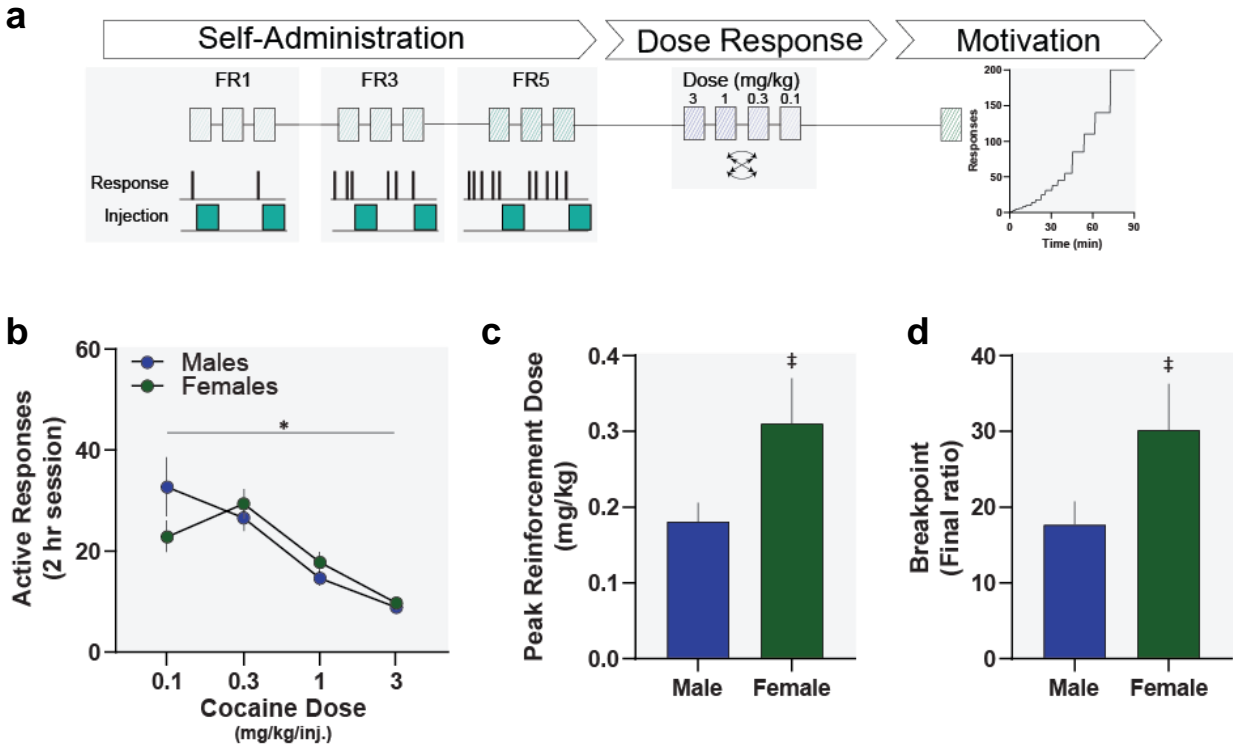 a
Self-Administration
Dose Response
Motivation
FR1
FR3
FR5
Response
Injection
Dose (mg/kg)
3 1 0.3 0.1
Responses
200
150
100
50
0
0 30 60 90
Time (min)
b
Active Responses
(2 hr session)
60
40
20
0
Males
Females
*
0.1 0.3 1 3
Cocaine Dose
(mg/kg/inj.)
c
Peak Reinforcement Dose
(mg/kg)
0.4
0.3
0.2
0.1
0.0
‡
Male Female
d
Breakpoint
(Final ratio)
40
30
20
10
0
‡
Male Female